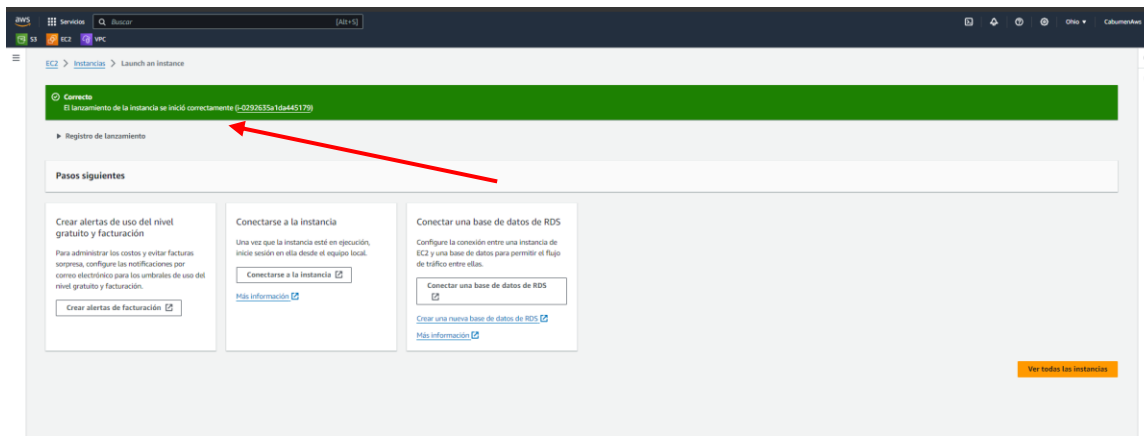 aws Servicios Buscar [Alt+S] Ohio CabumenAws
S3 EC2 VPC
EC2 > Instancias > Launch an instance
Correcto
El lanzamiento de la instancia se inició correctamente (i-0292635a1da445179)
Registro de lanzamiento
Pasos siguientes
Crear alertas de uso del nivel
gratuito y facturación
Para administrar los costos y evitar facturas
sorpresa, configure las notificaciones por
correo electrónico para los umbrales de uso del
nivel gratuito y facturación.
Crear alertas de facturación
Conectarse a la instancia
Una vez que la instancia esté en ejecución,
inicie sesión en ella desde el equipo local.
Conectarse a la instancia
Más información
Conectar una base de datos de RDS
Configure la conexión entre una instancia de
EC2 y una base de datos para permitir el flujo
de tráfico entre ellas.
Conectar una base de datos de RDS
Crear una nueva base de datos de RDS
Más información
Ver todas las instancias